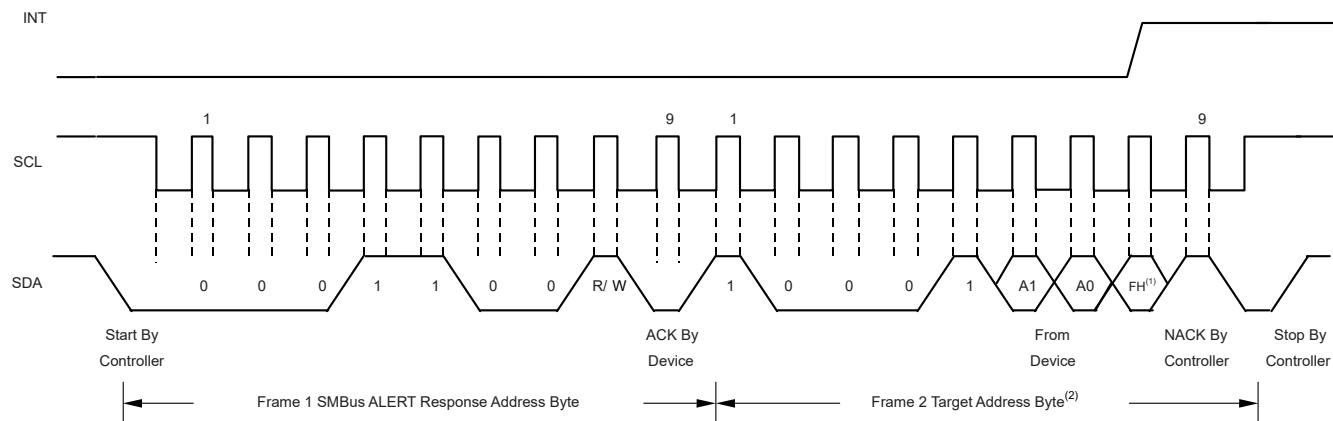 INT
1 9 1 9
SCL
SDA
0 0 0 1 1 0 0 R/ W 1 0 0 0 1 A1 A0 FH(1)
Start By
Controller
ACK By
Device
From
Device
NACK By
Controller
Stop By
Controller
Frame 1 SMBus ALERT Response Address Byte
Frame 2 Target Address Byte(2)